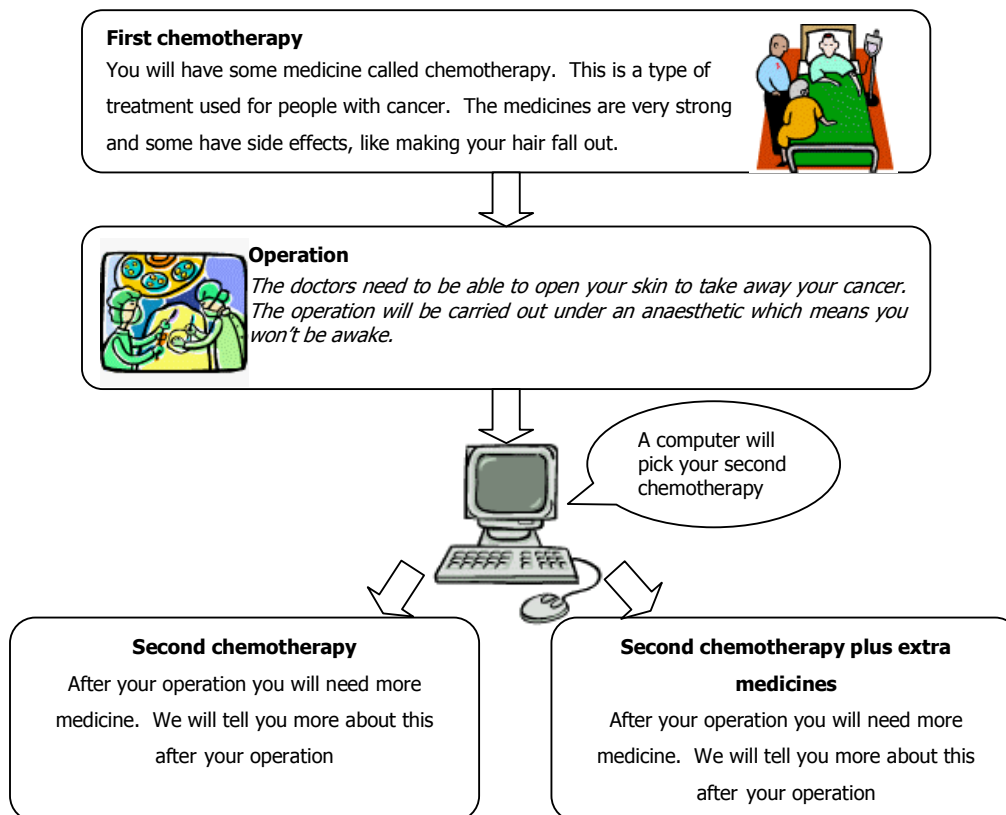 First chemotherapy
You will have some medicine called chemotherapy.  This is a type of
treatment used for people with cancer.  The medicines are very strong
and some have side effects, like making your hair fall out.
Operation
The doctors need to be able to open your skin to take away your cancer.
The operation will be carried out under an anaesthetic which means you
won't be awake.
A computer will
pick your second
chemotherapy
Second chemotherapy
After your operation you will need more
medicine.  We will tell you more about this
after your operation
Second chemotherapy plus extra
medicines
After your operation you will need more
medicine.  We will tell you more about this
after your operation